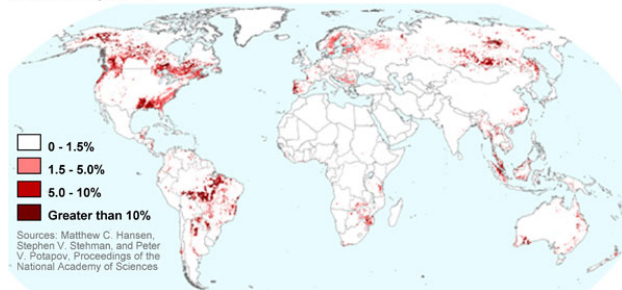 0 - 1.5%
1.5 - 5.0%
5.0 - 10%
Greater than 10%
Sources: Matthew C. Hansen,
Stephen V. Stehman, and Peter
V. Potapov, Proceedings of the
National Academy of Sciences